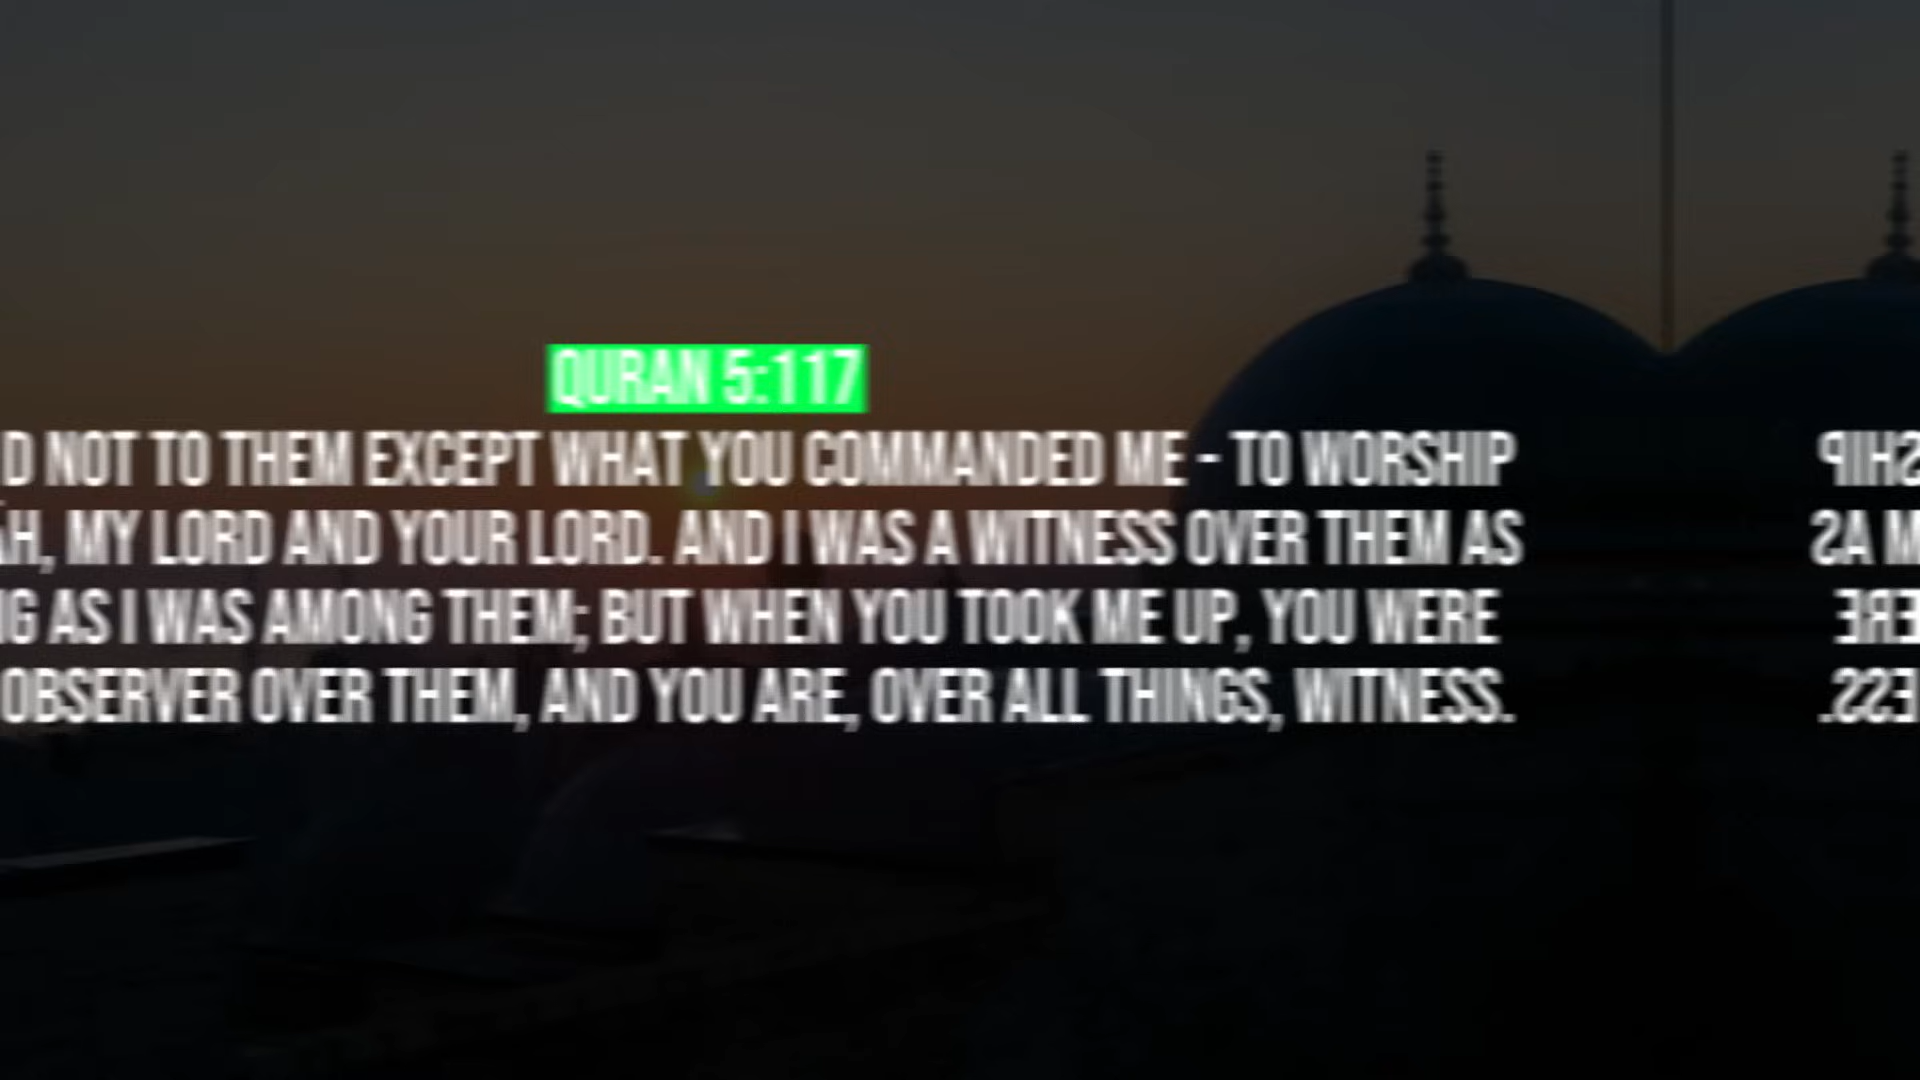 QURAN 5:117
D NOT TO THEM EXCEPT WHAT YOU COMMANDED ME - TO WORSHIP
ĀH, MY LORD AND YOUR LORD. AND I WAS A WITNESS OVER THEM AS
NG AS I WAS AMONG THEM; BUT WHEN YOU TOOK ME UP, YOU WERE
OBSERVER OVER THEM, AND YOU ARE, OVER ALL THINGS, WITNESS.